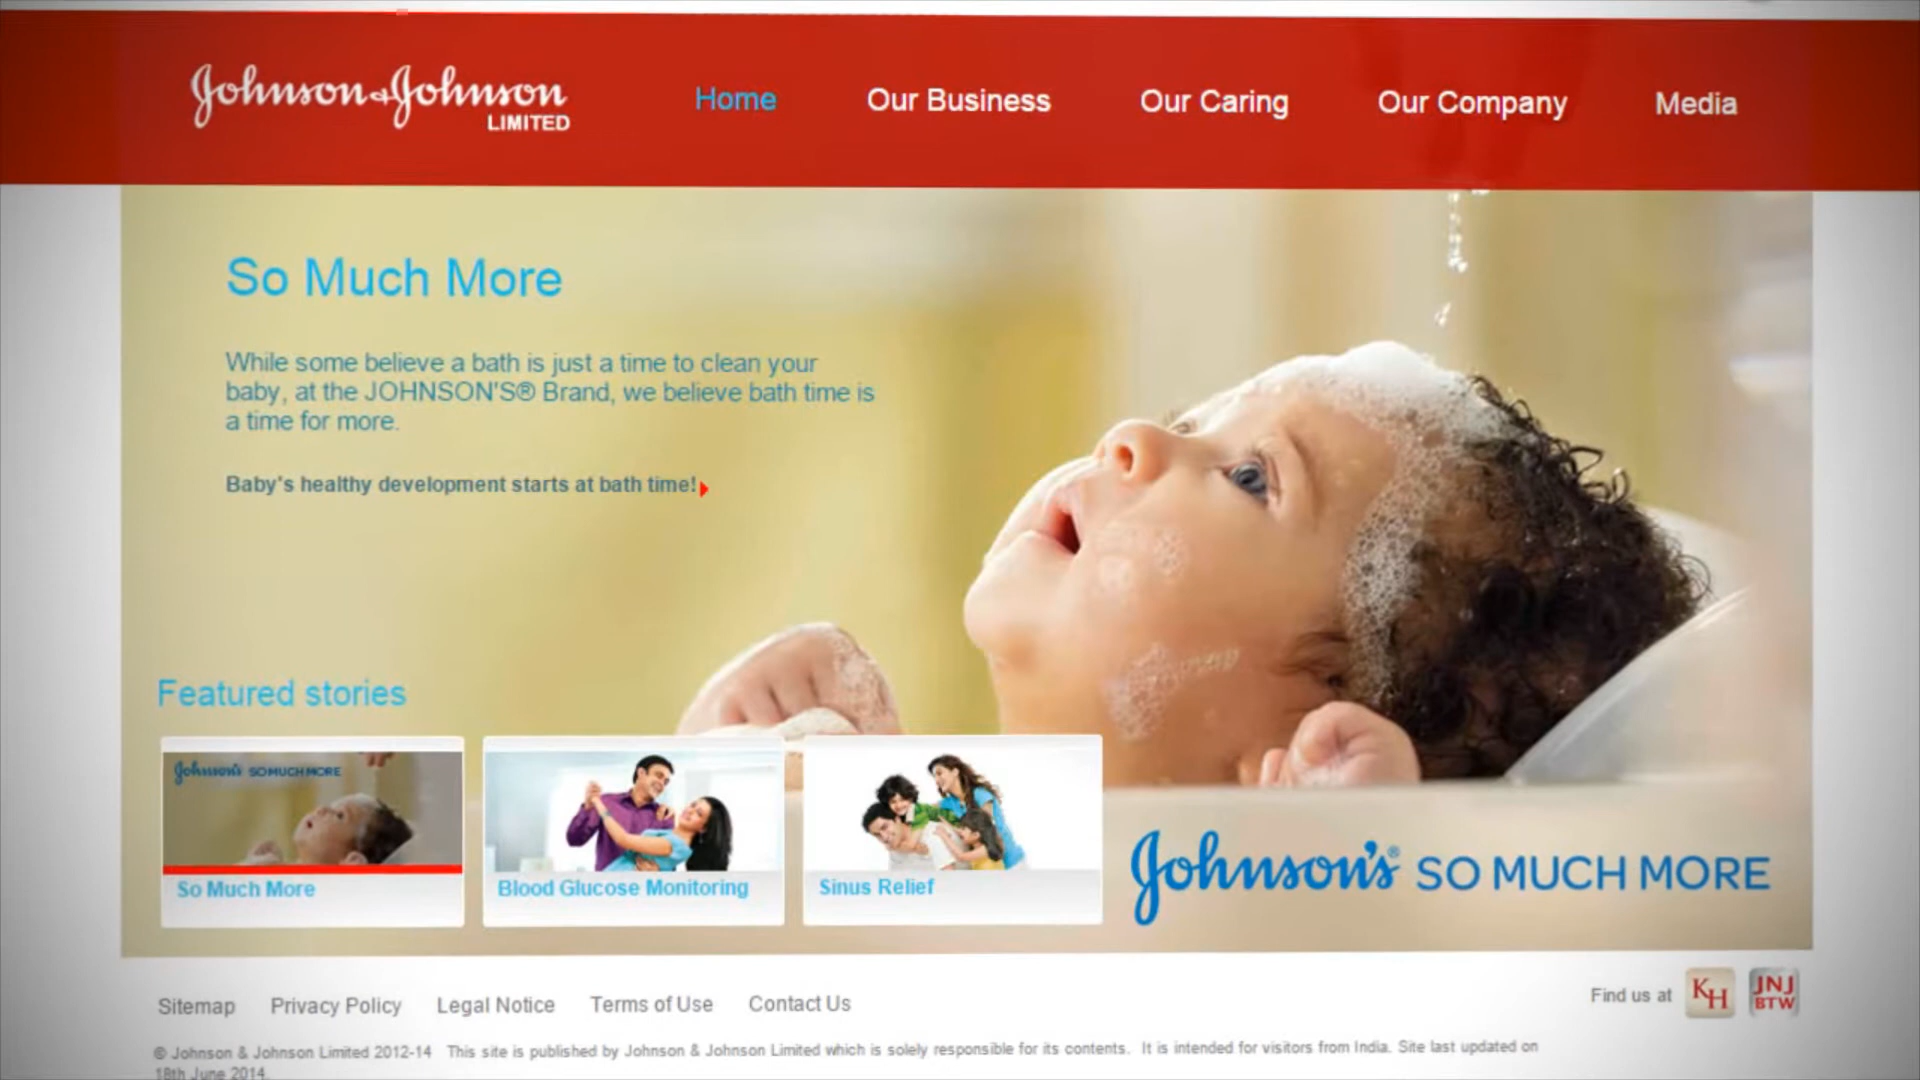 Johnson & Johnson
LIMITED
Home
Our Business
Our Caring
Our Company
Media
So Much More
While some believe a bath is just a time to clean your
baby, at the JOHNSON'S® Brand, we believe bath time is
a time for more.
Baby's healthy development starts at bath time!
Featured stories
Johnson's SO MUCH MORE
So Much More
Blood Glucose Monitoring
Sinus Relief
Johnson's® SO MUCH MORE
Sitemap
Privacy Policy
Legal Notice
Terms of Use
Contact Us
Find us at
KH
JNJ
BTW
© Johnson & Johnson Limited 2012-14 This site is published by Johnson & Johnson Limited which is solely responsible for its contents. It is intended for visitors from India. Site last updated on
18th June 2014.